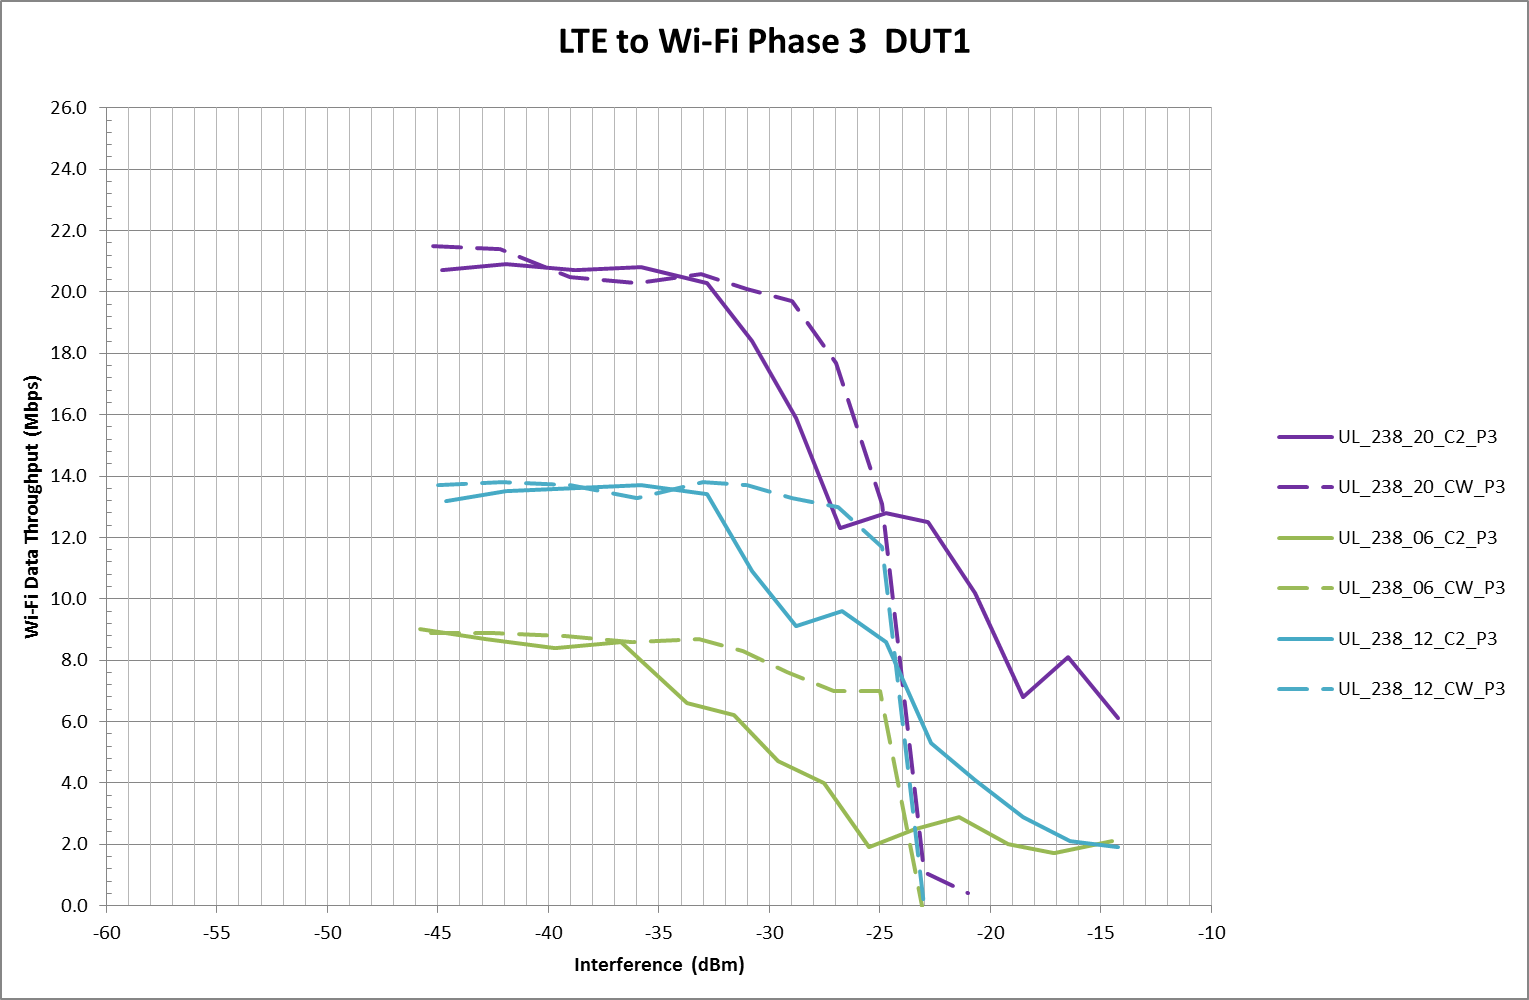 LTE to Wi-Fi Phase 3  DUT1
26.0
24.0
22.0
20.0
18.0
16.0
14.0
12.0
10.0
8.0
6.0
4.0
2.0
0.0
Wi-Fi Data Throughput (Mbps)
-60
-55
-50
-45
-40
-35
-30
-25
-20
-15
-10
Interference (dBm)
UL_238_20_C2_P3
UL_238_20_CW_P3
UL_238_06_C2_P3
UL_238_06_CW_P3
UL_238_12_C2_P3
UL_238_12_CW_P3